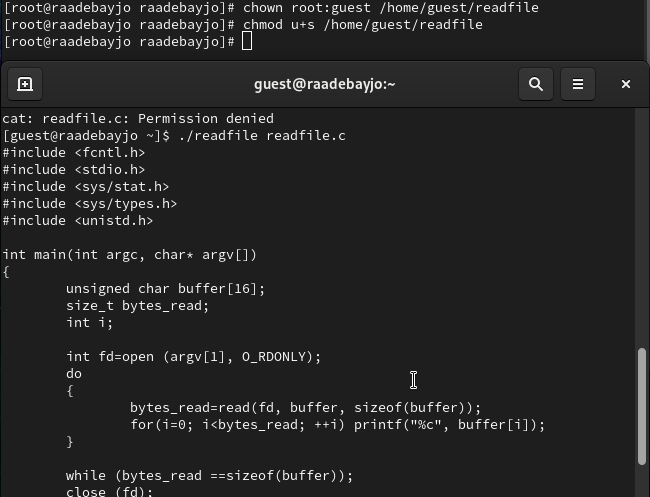 [root@raadebayjo raadebayjo]# chown root:guest /home/guest/readfile
[root@raadebayjo raadebayjo]# chmod u+s /home/guest/readfile
[root@raadebayjo raadebayjo]#
guest@raadebayjo:~
cat: readfile.c: Permission denied
[guest@raadebayjo ~]$ ./readfile readfile.c
#include <fcntl.h>
#include <stdio.h>
#include <sys/stat.h>
#include <sys/types.h>
#include <unistd.h>
int main(int argc, char* argv[])
{
unsigned char buffer[16];
size_t bytes_read;
int i;
int fd=open (argv[1], O_RDONLY);
do
{
bytes_read=read(fd, buffer, sizeof(buffer));
for(i=0; i<bytes_read; ++i) printf("%c", buffer[i]);
}
while (bytes_read ==sizeof(buffer));
close (fd);